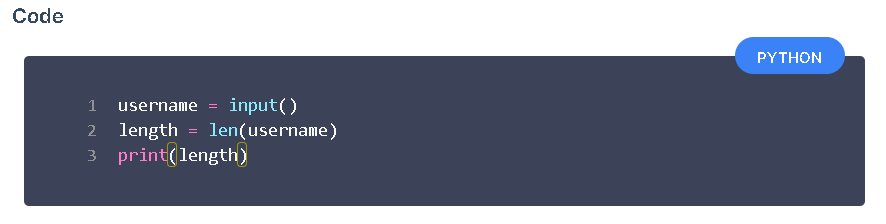 Code
PYTHON
1 username = input()
2 length = len(username)
3 print(length)